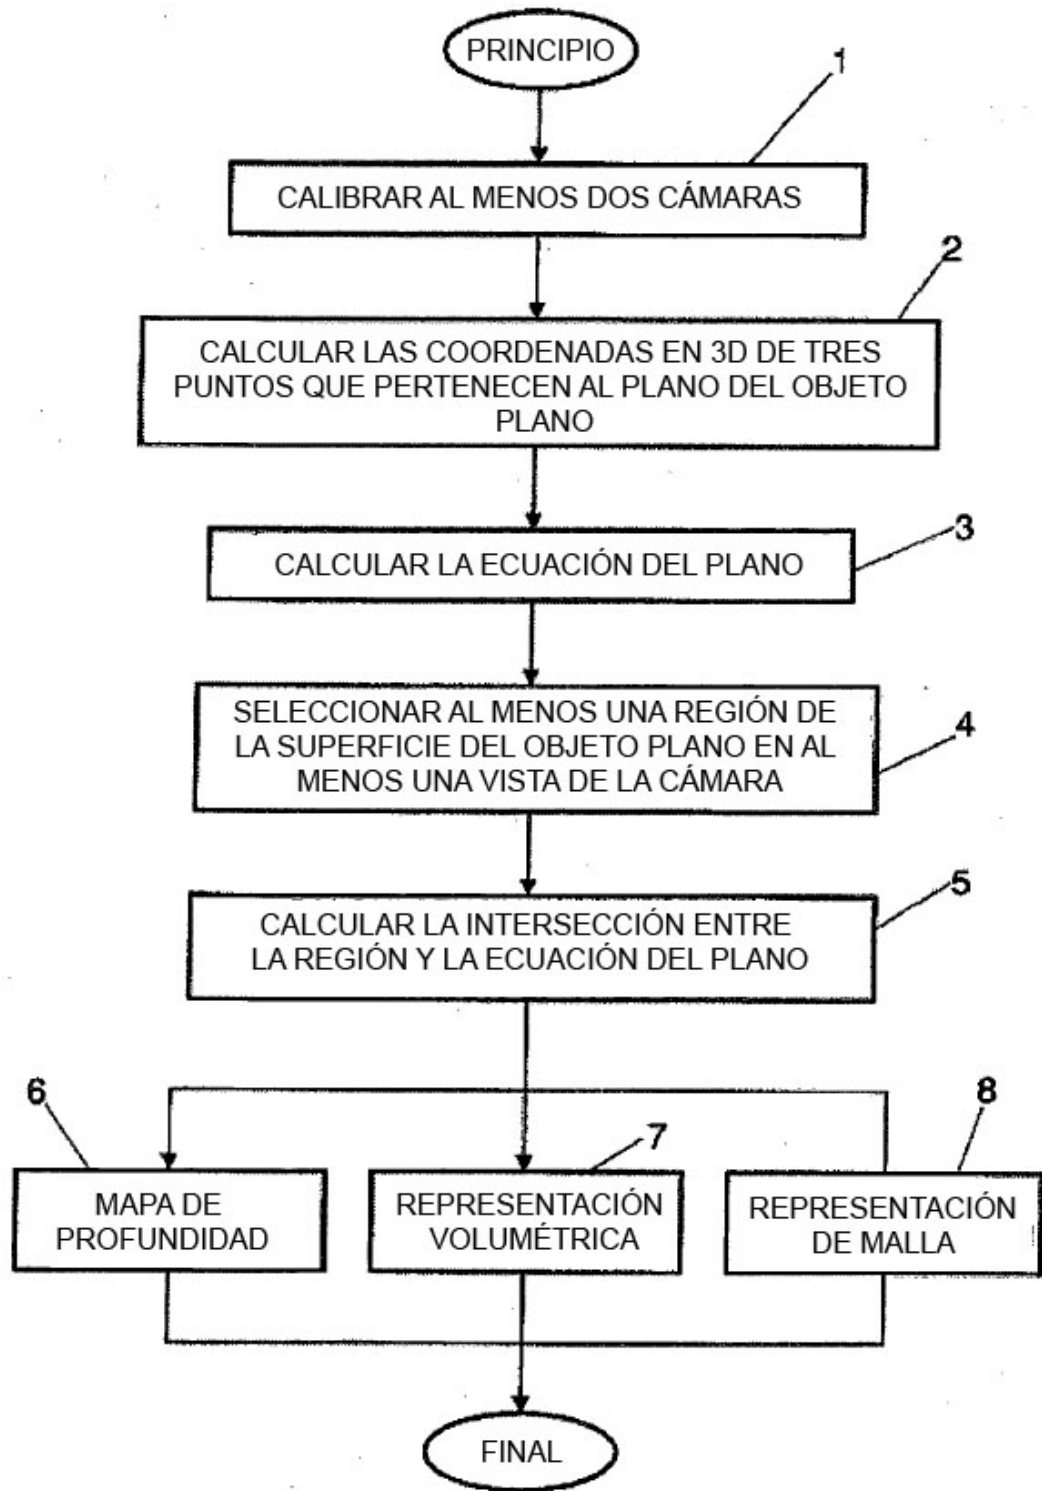 PRINCIPIO
1
CALIBRAR AL MENOS DOS CÁMARAS
2
CALCULAR LAS COORDENADAS EN 3D DE TRES
PUNTOS QUE PERTENECEN AL PLANO DEL OBJETO
PLANO
3
CALCULAR LA ECUACIÓN DEL PLANO
SELECCIONAR AL MENOS UNA REGIÓN DE
LA SUPERFICIE DEL OBJETO PLANO EN AL
MENOS UNA VISTA DE LA CÁMARA
4
5
CALCULAR LA INTERSECCIÓN ENTRE
LA REGIÓN Y LA ECUACIÓN DEL PLANO
6
MAPA DE
PROFUNDIDAD
7
REPRESENTACIÓN
VOLUMÉTRICA
8
REPRESENTACIÓN
DE MALLA
FINAL